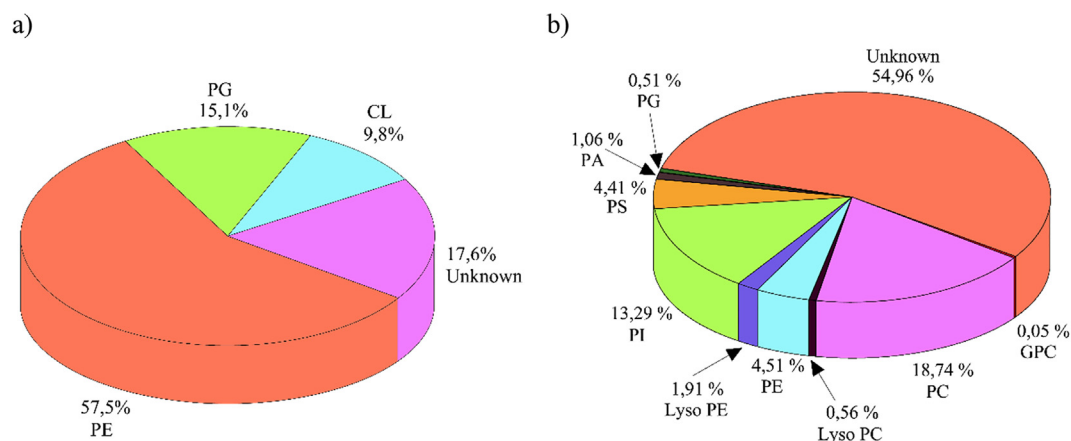 a)
PG
15,1%
CL
9,8%
17,6%
Unknown
57,5%
PE
b)
Unknown
54,96 %
0,51 %
PG
1,06 %
PA
4,41 %
PS
13,29 %
PI
1,91 %
Lyso PE
4,51 %
PE
0,56 %
Lyso PC
18,74 %
PC
0,05 %
GPC